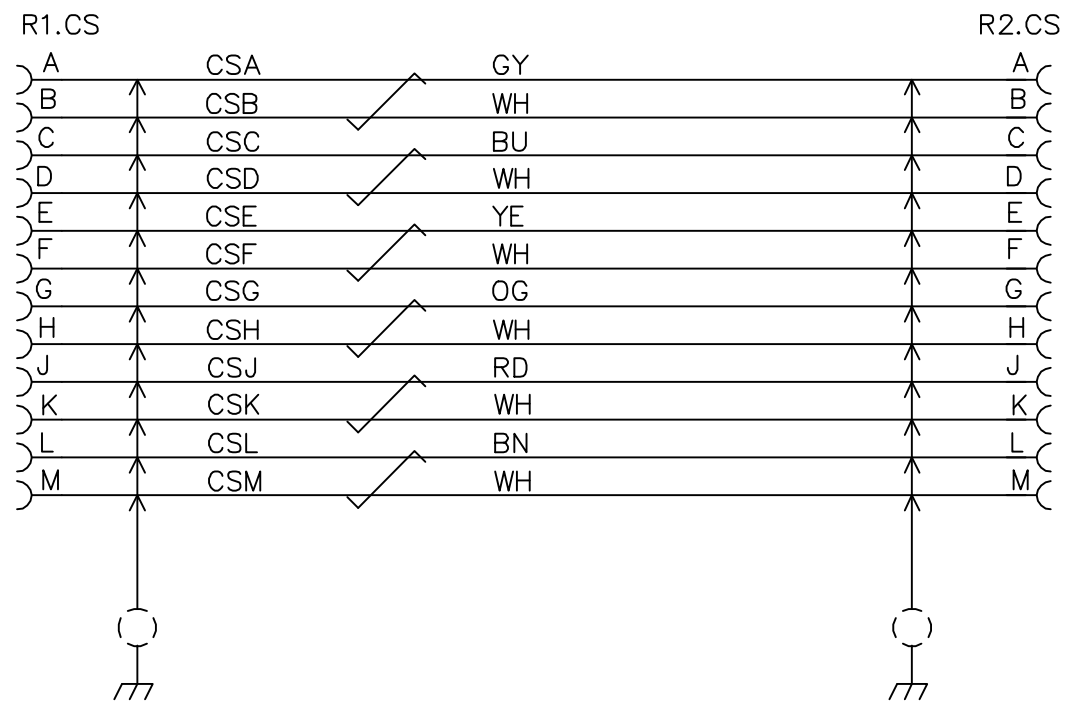 R1.CS R2.CS
A CSA GY A
B CSB WH B
C CSC BU C
D CSD WH D
E CSE YE E
F CSF WH F
G CSG OG G
H CSH WH H
J CSJ RD J
K CSK WH K
L CSL BN L
M CSM WH M